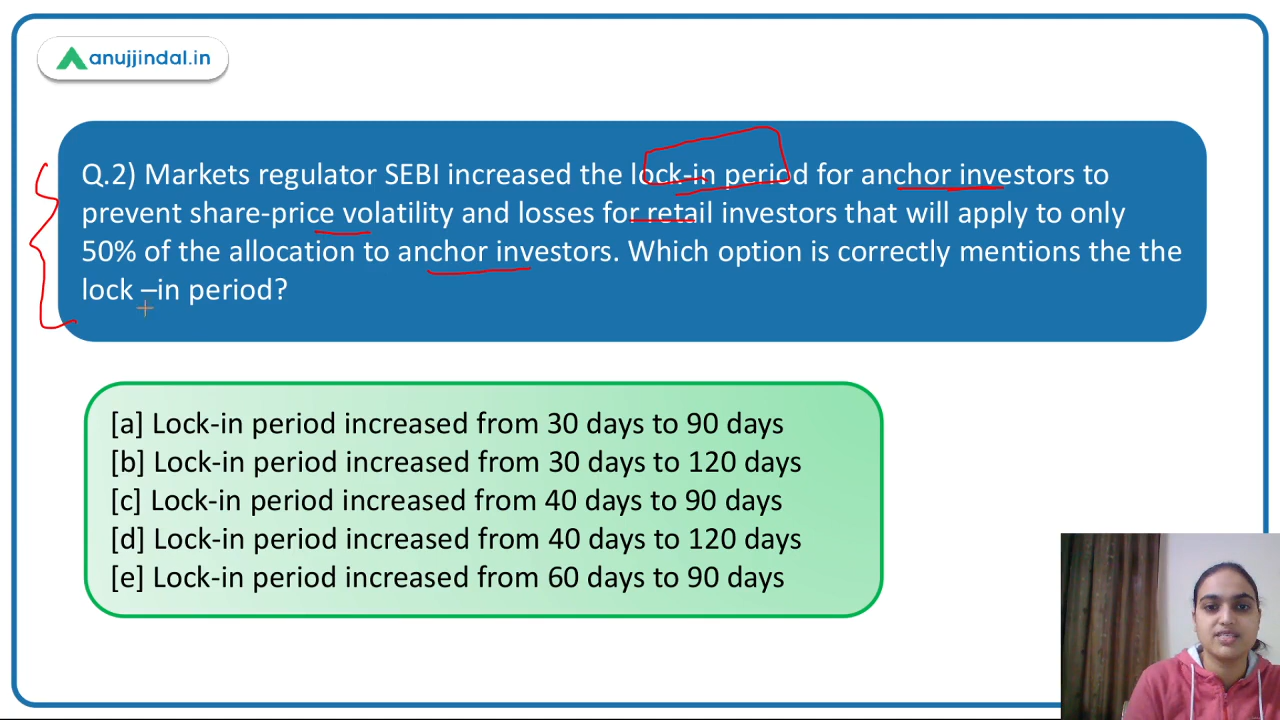 anujjindal.in
Q.2) Markets regulator SEBI increased the lock-in period for anchor investors to
prevent share-price volatility and losses for retail investors that will apply to only
50% of the allocation to anchor investors. Which option is correctly mentions the the
lock –in period?
[a] Lock-in period increased from 30 days to 90 days
[b] Lock-in period increased from 30 days to 120 days
[c] Lock-in period increased from 40 days to 90 days
[d] Lock-in period increased from 40 days to 120 days
[e] Lock-in period increased from 60 days to 90 days